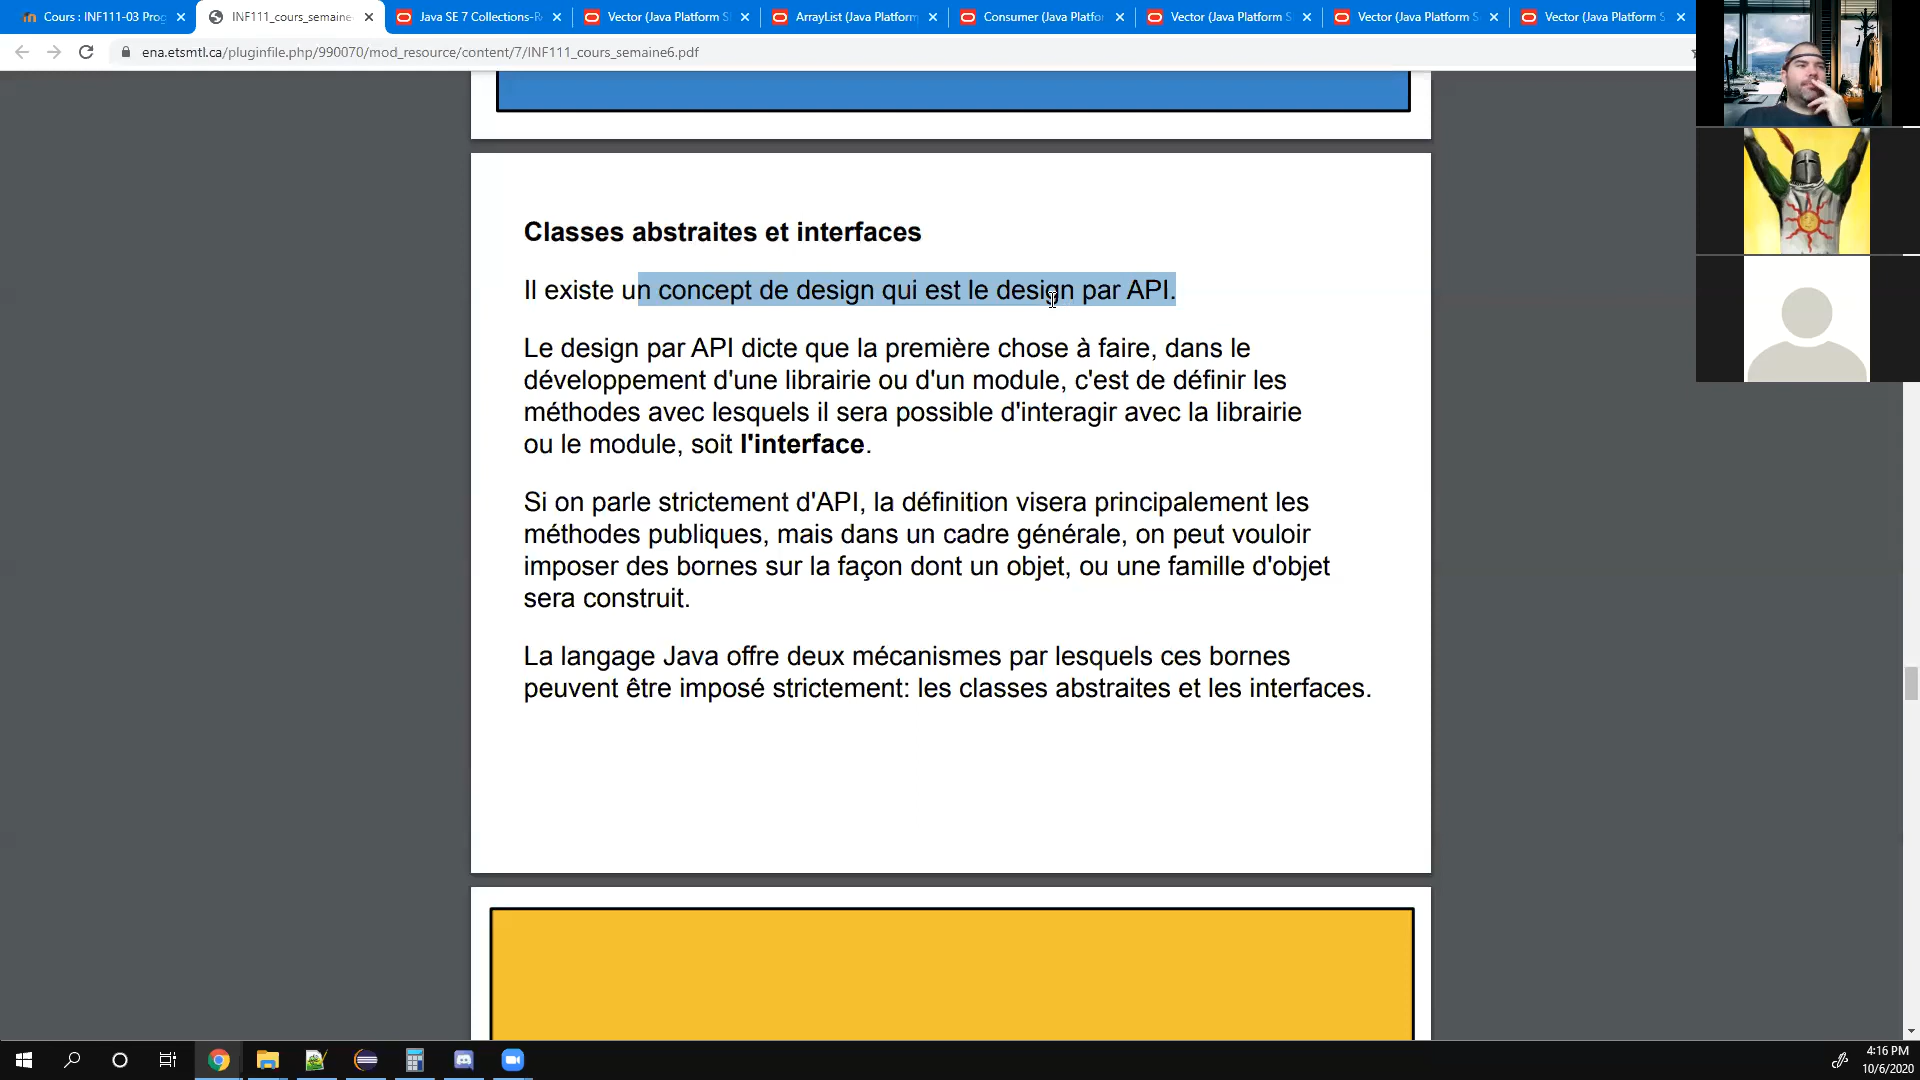 Cours : INF111-03 Prog
INF111_cours_semaine
Java SE 7 Collections-R
Vector (Java Platform S
ArrayList (Java Platform
Consumer (Java Platfo
Vector (Java Platform S
Vector (Java Platform S
Vector (Java Platform S
ena.etsmtl.ca/pluginfile.php/990070/mod_resource/content/7/INF111_cours_semaine6.pdf
Classes abstraites et interfaces
Il existe un concept de design qui est le design par API.
Le design par API dicte que la première chose à faire, dans le
développement d'une librairie ou d'un module, c'est de définir les
méthodes avec lesquels il sera possible d'interagir avec la librairie
ou le module, soit l'interface.
Si on parle strictement d'API, la définition visera principalement les
méthodes publiques, mais dans un cadre générale, on peut vouloir
imposer des bornes sur la façon dont un objet, ou une famille d'objet
sera construit.
La langage Java offre deux mécanismes par lesquels ces bornes
peuvent être imposé strictement: les classes abstraites et les interfaces.
4:16 PM
10/6/2020